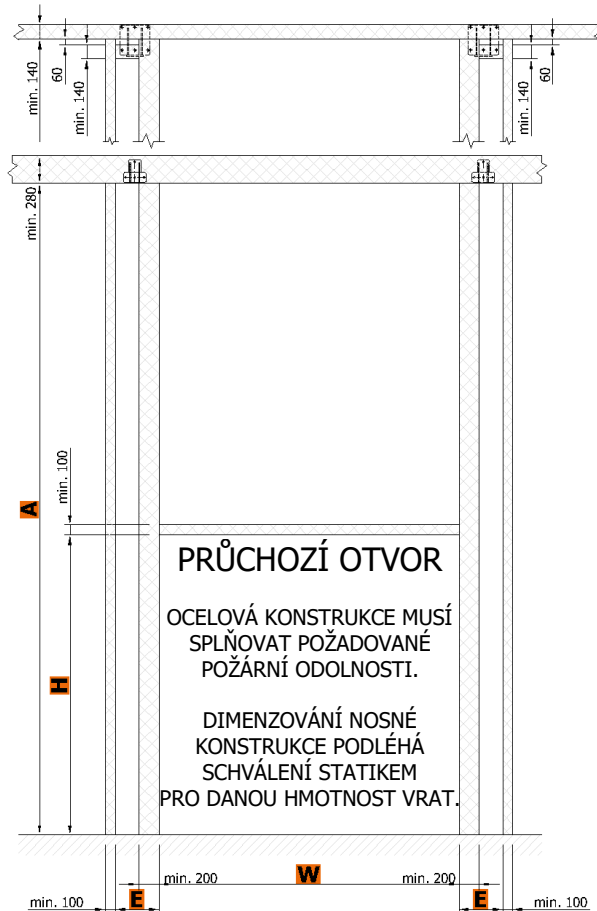 min. 140
60
min. 140
min. 140
60
min. 280
min. 100
A
H
PRŮCHOZÍ OTVOR
OCELOVÁ KONSTRUKCE MUSÍ
SPLŇOVAT POŽADOVANÉ
POŽÁRNÍ ODOLNOSTI.
DIMENZOVÁNÍ NOSNÉ
KONSTRUKCE PODLÉHÁ
SCHVÁLENÍ STATIKEM
PRO DANOU HMOTNOST VRAT.
min. 200
W
min. 200
min. 100
E
E
min. 100